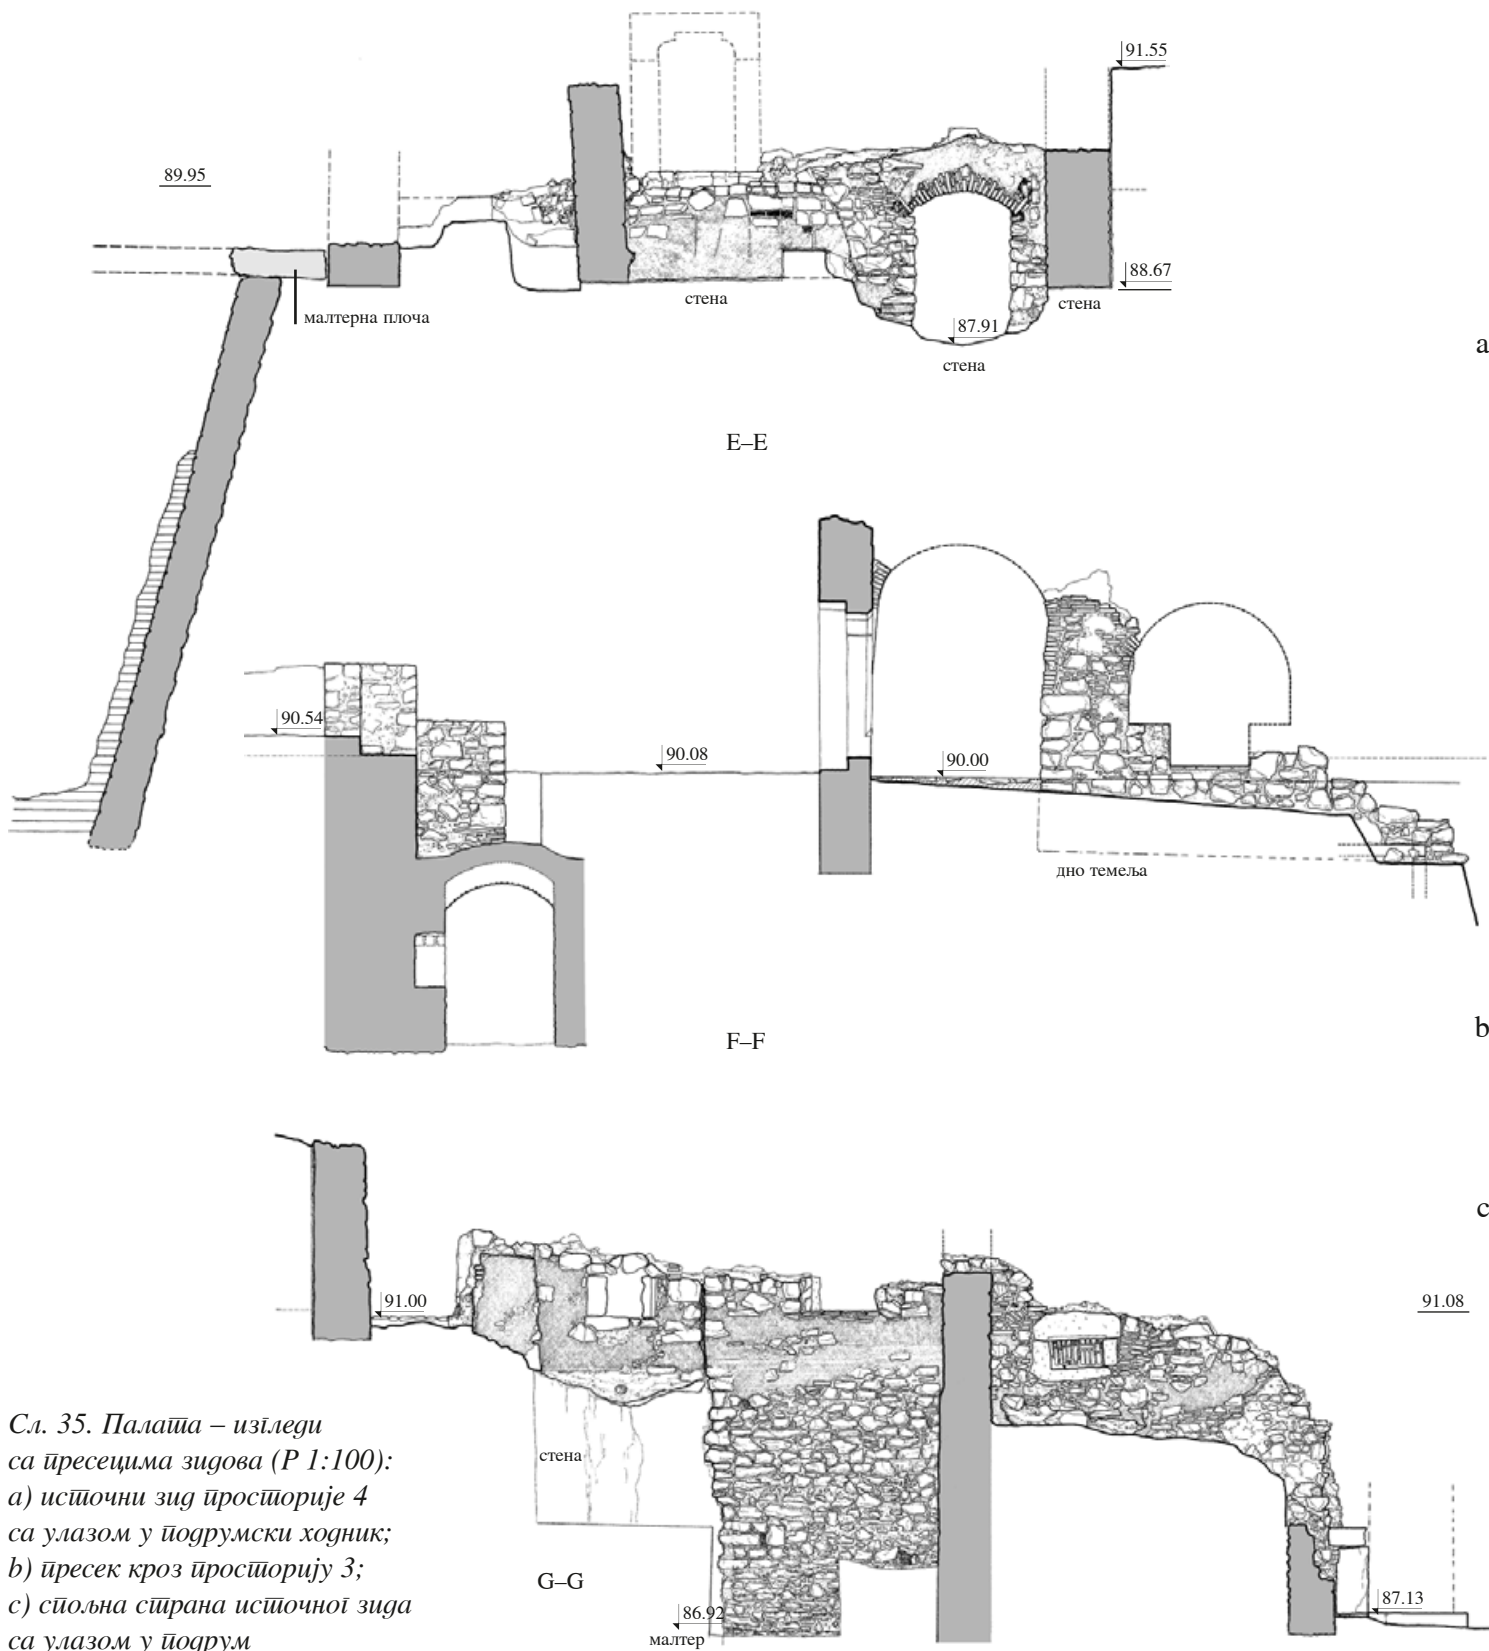 91.55
89.95
88.67
стена
стена
малтерна плоча
87.91
стена
a
E–E
90.54
90.08
90.00
дно темеља
b
F–F
c
91.00
91.08
стена
G–G
86.92
малтер
87.13
Сл. 35. Палата – изгледи
са пресецима зидова (Р 1:100):
a) источни зид просторије 4
са улазом у подрумски ходник;
b) пресек кроз просторију 3;
c) спољна страна источног зида
са улазом у подрум